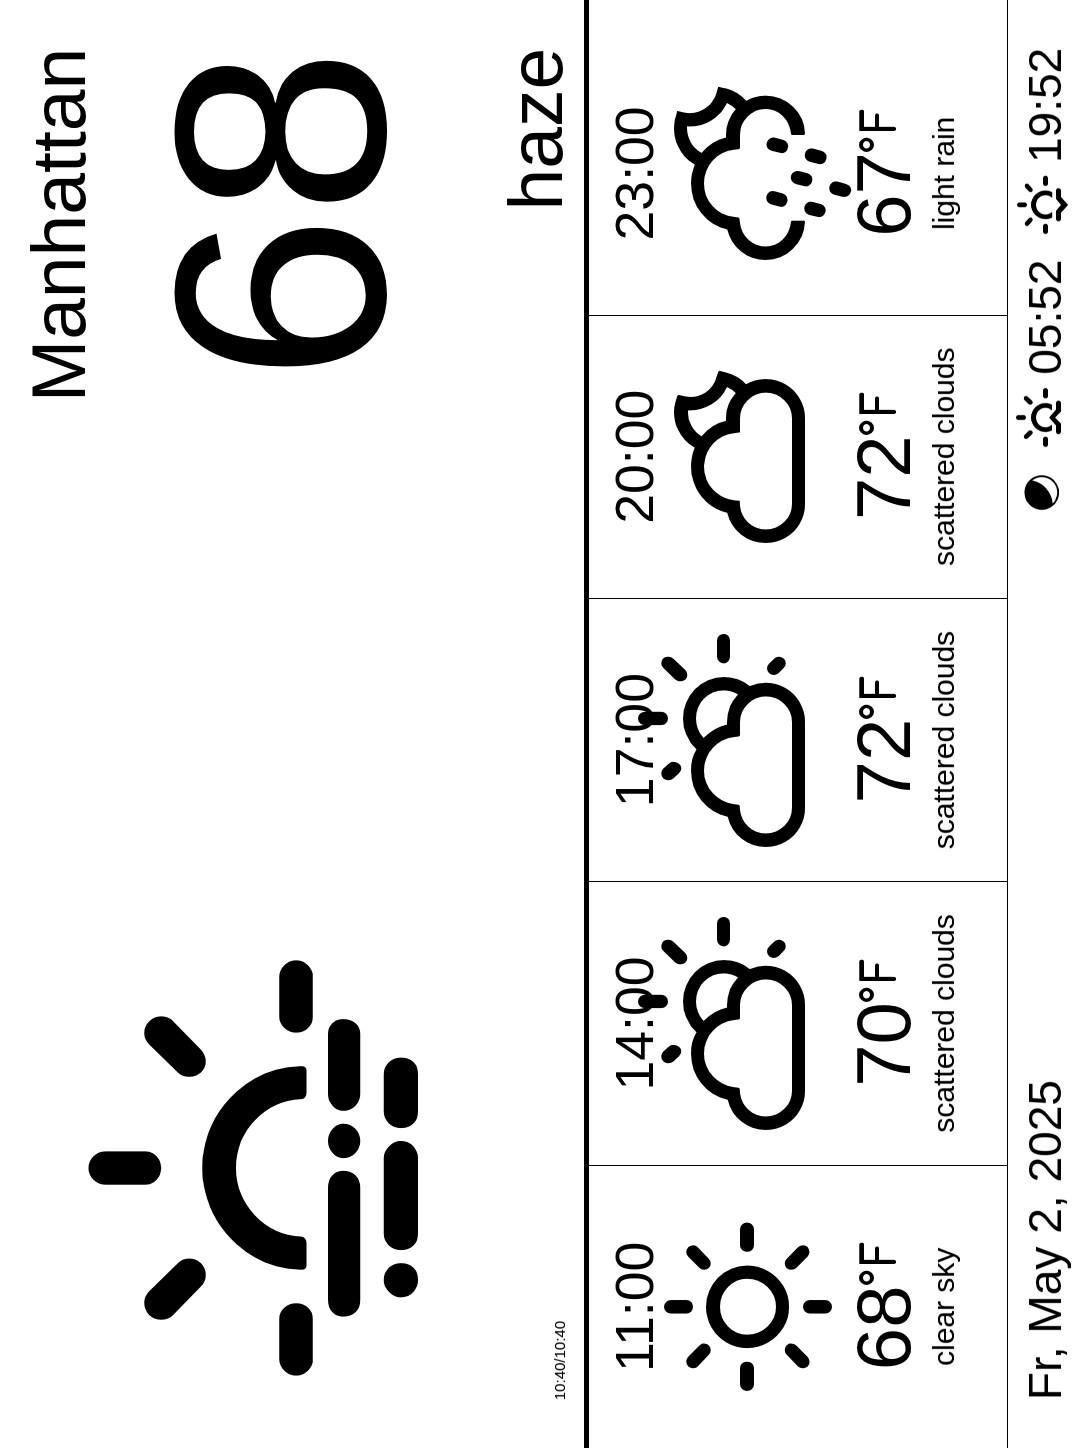 Manhattan
68
haze
10:40/10:40
11:00
68°F
clear sky
14:00
70°F
scattered clouds
17:00
72°F
scattered clouds
20:00
72°F
scattered clouds
23:00
67°F
light rain
Fr, May 2, 2025
05:52 19:52